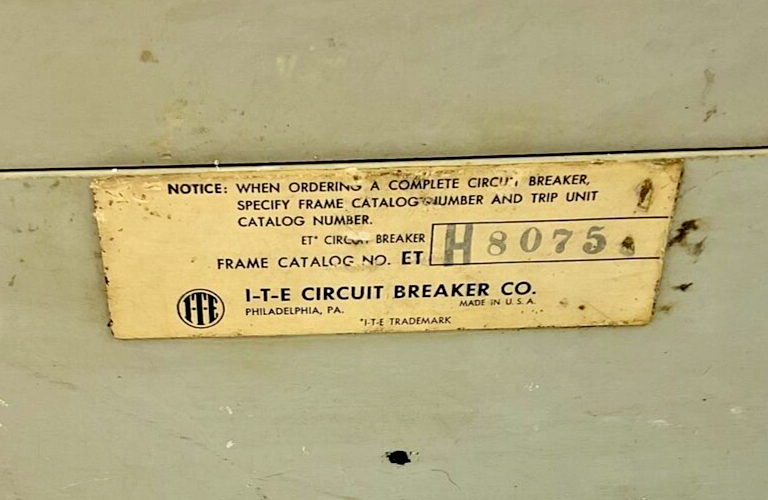 NOTICE: WHEN ORDERING A COMPLETE CIRCUIT BREAKER,
SPECIFY FRAME CATALOG NUMBER AND TRIP UNIT
CATALOG NUMBER.
ET* CIRCUIT BREAKER
FRAME CATALOG NO. ET H8075
I-T-E
I-T-E CIRCUIT BREAKER CO.
PHILADELPHIA, PA. MADE IN U.S.A.
*I-T-E TRADEMARK